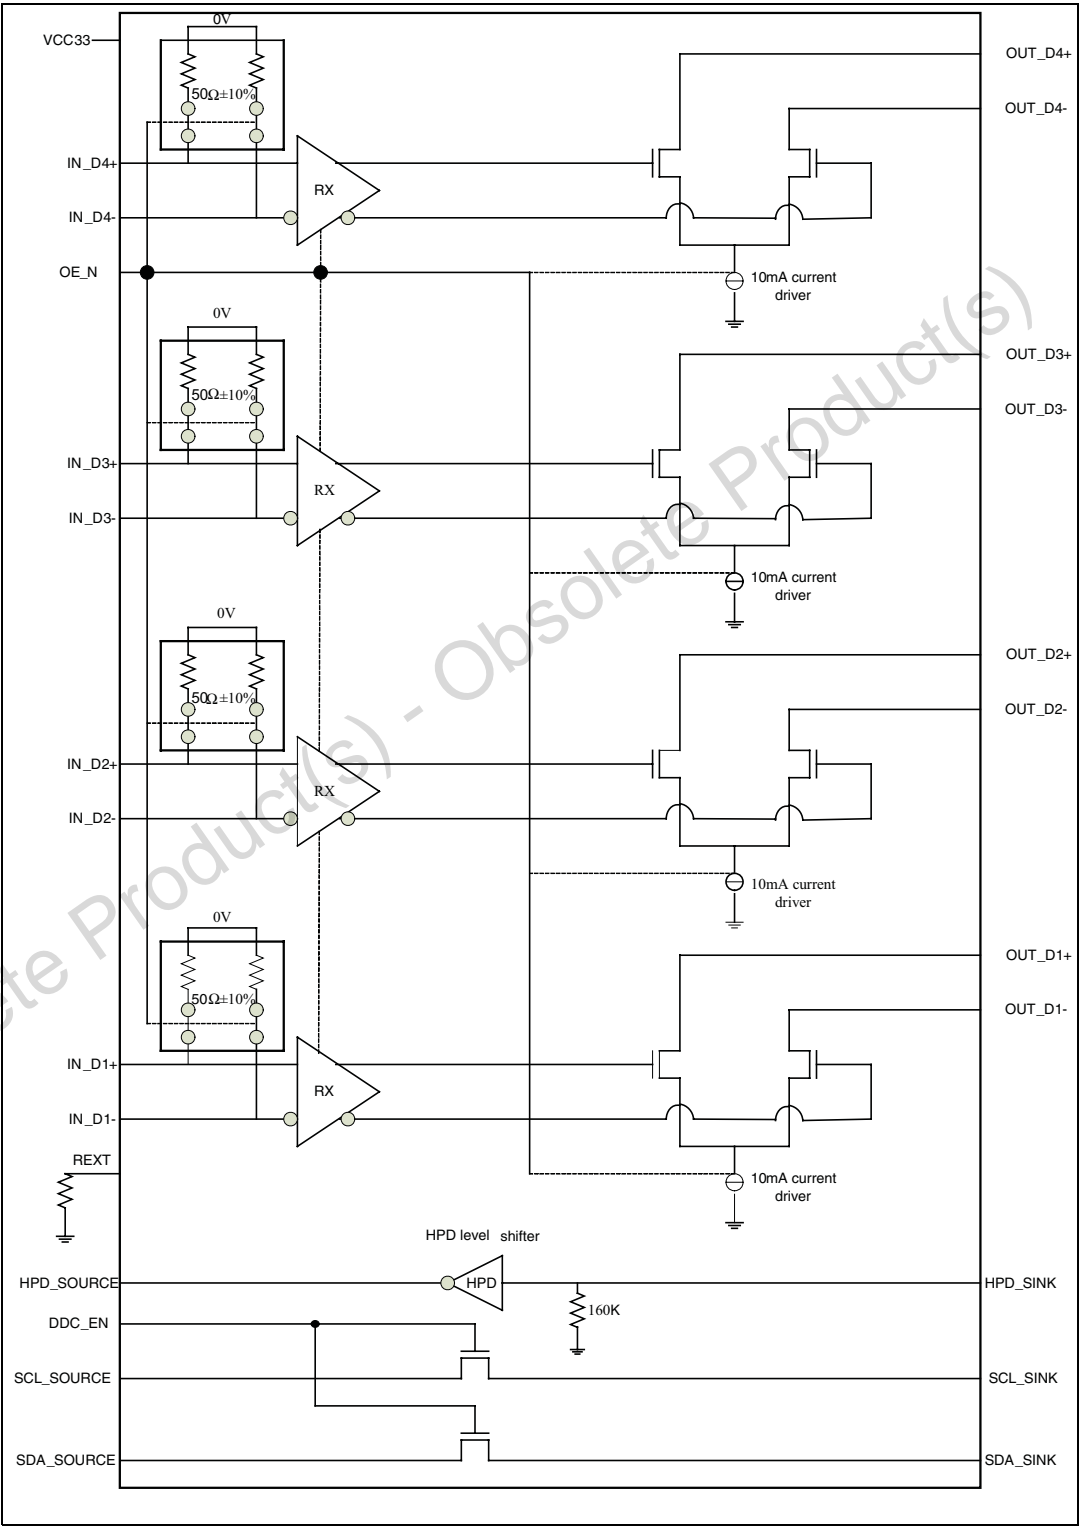 0V
VCC33
OUT_D4+
50Ω±10%
OUT_D4-
IN_D4+
RX
IN_D4-
OE_N
10mA current
driver
0V
OUT_D3+
50Ω±10%
OUT_D3-
IN_D3+
RX
IN_D3-
10mA current
driver
0V
OUT_D2+
50Ω±10%
OUT_D2-
IN_D2+
RX
IN_D2-
10mA current
driver
0V
OUT_D1+
50Ω±10%
OUT_D1-
IN_D1+
RX
IN_D1-
REXT
10mA current
driver
HPD level shifter
HPD_SOURCE
HPD
HPD_SINK
160K
DDC_EN
SCL_SOURCE
SCL_SINK
SDA_SOURCE
SDA_SINK
ete Product(s) - Obsolete Product(s)